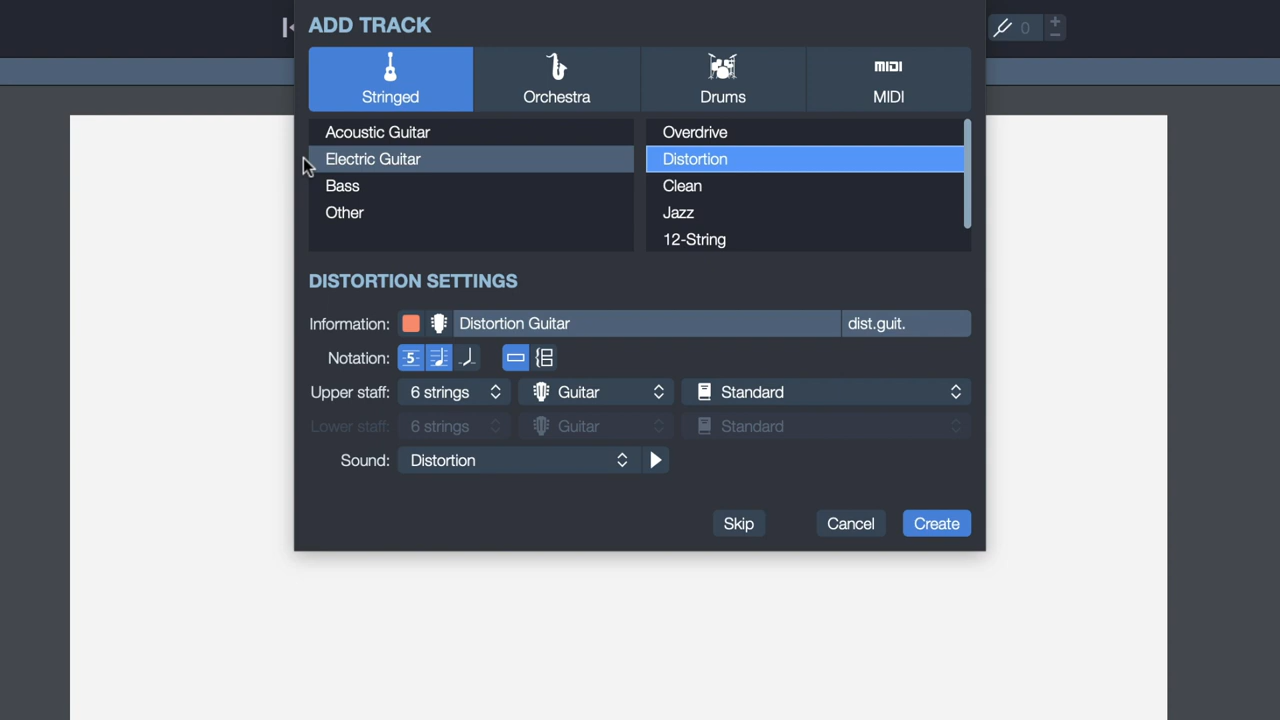 ADD TRACK
0
+
−
MIDI
Stringed
Orchestra
Drums
MIDI
Acoustic Guitar
Electric Guitar
Bass
Other
Overdrive
Distortion
Clean
Jazz
12-String
DISTORTION SETTINGS
Information: Distortion Guitar dist.guit.
Notation: 5
Upper staff: 6 strings Guitar Standard
Lower staff: 6 strings Guitar Standard
Sound: Distortion
Skip Cancel Create